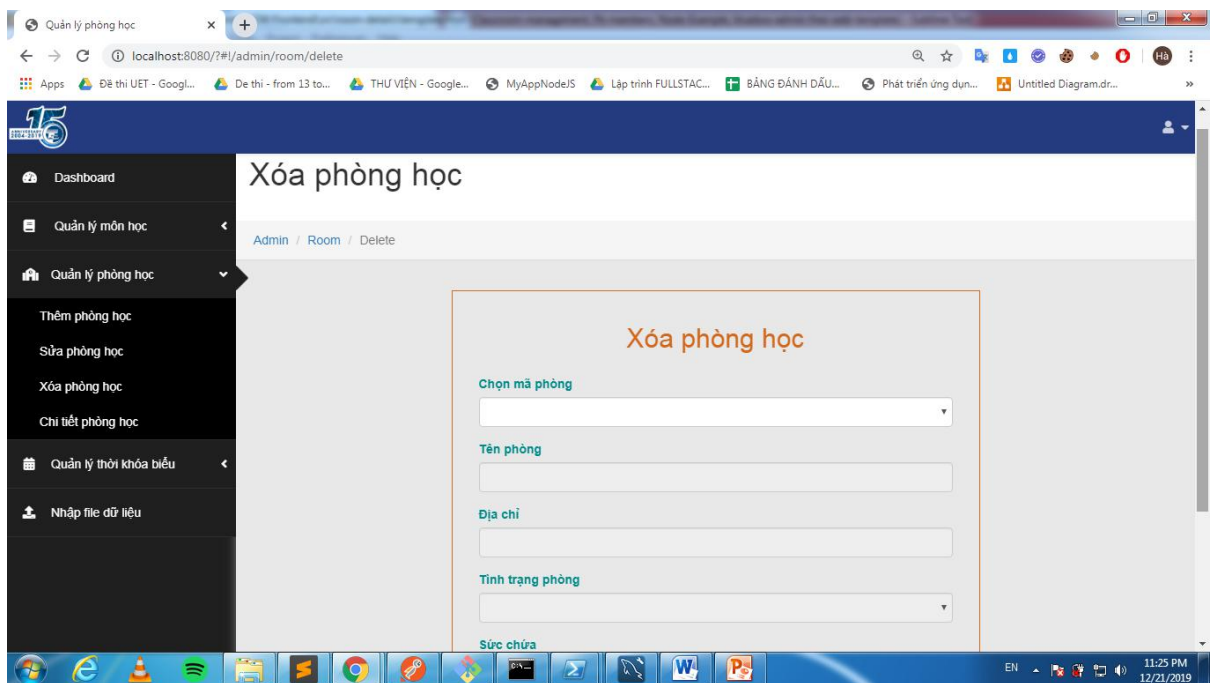 Quản lý phòng học
localhost:8080/?#!/admin/room/delete
Hà
Apps Đề thi UET - Googl... De thi - from 13 to... THƯ VIỆN - Google... MyAppNodeJS Lập trình FULLSTAC... BẢNG ĐÁNH DẤU... Phát triển ứng dụn... Untitled Diagram.dr... »
15
ANNIVERSARY
2004-2019
Dashboard
Quản lý môn học
Quản lý phòng học
Thêm phòng học
Sửa phòng học
Xóa phòng học
Chi tiết phòng học
Quản lý thời khóa biểu
Nhập file dữ liệu
Xóa phòng học
Admin / Room / Delete
Xóa phòng học
Chọn mã phòng
Tên phòng
Địa chỉ
Tình trạng phòng
Sức chứa
EN
11:25 PM
12/21/2019